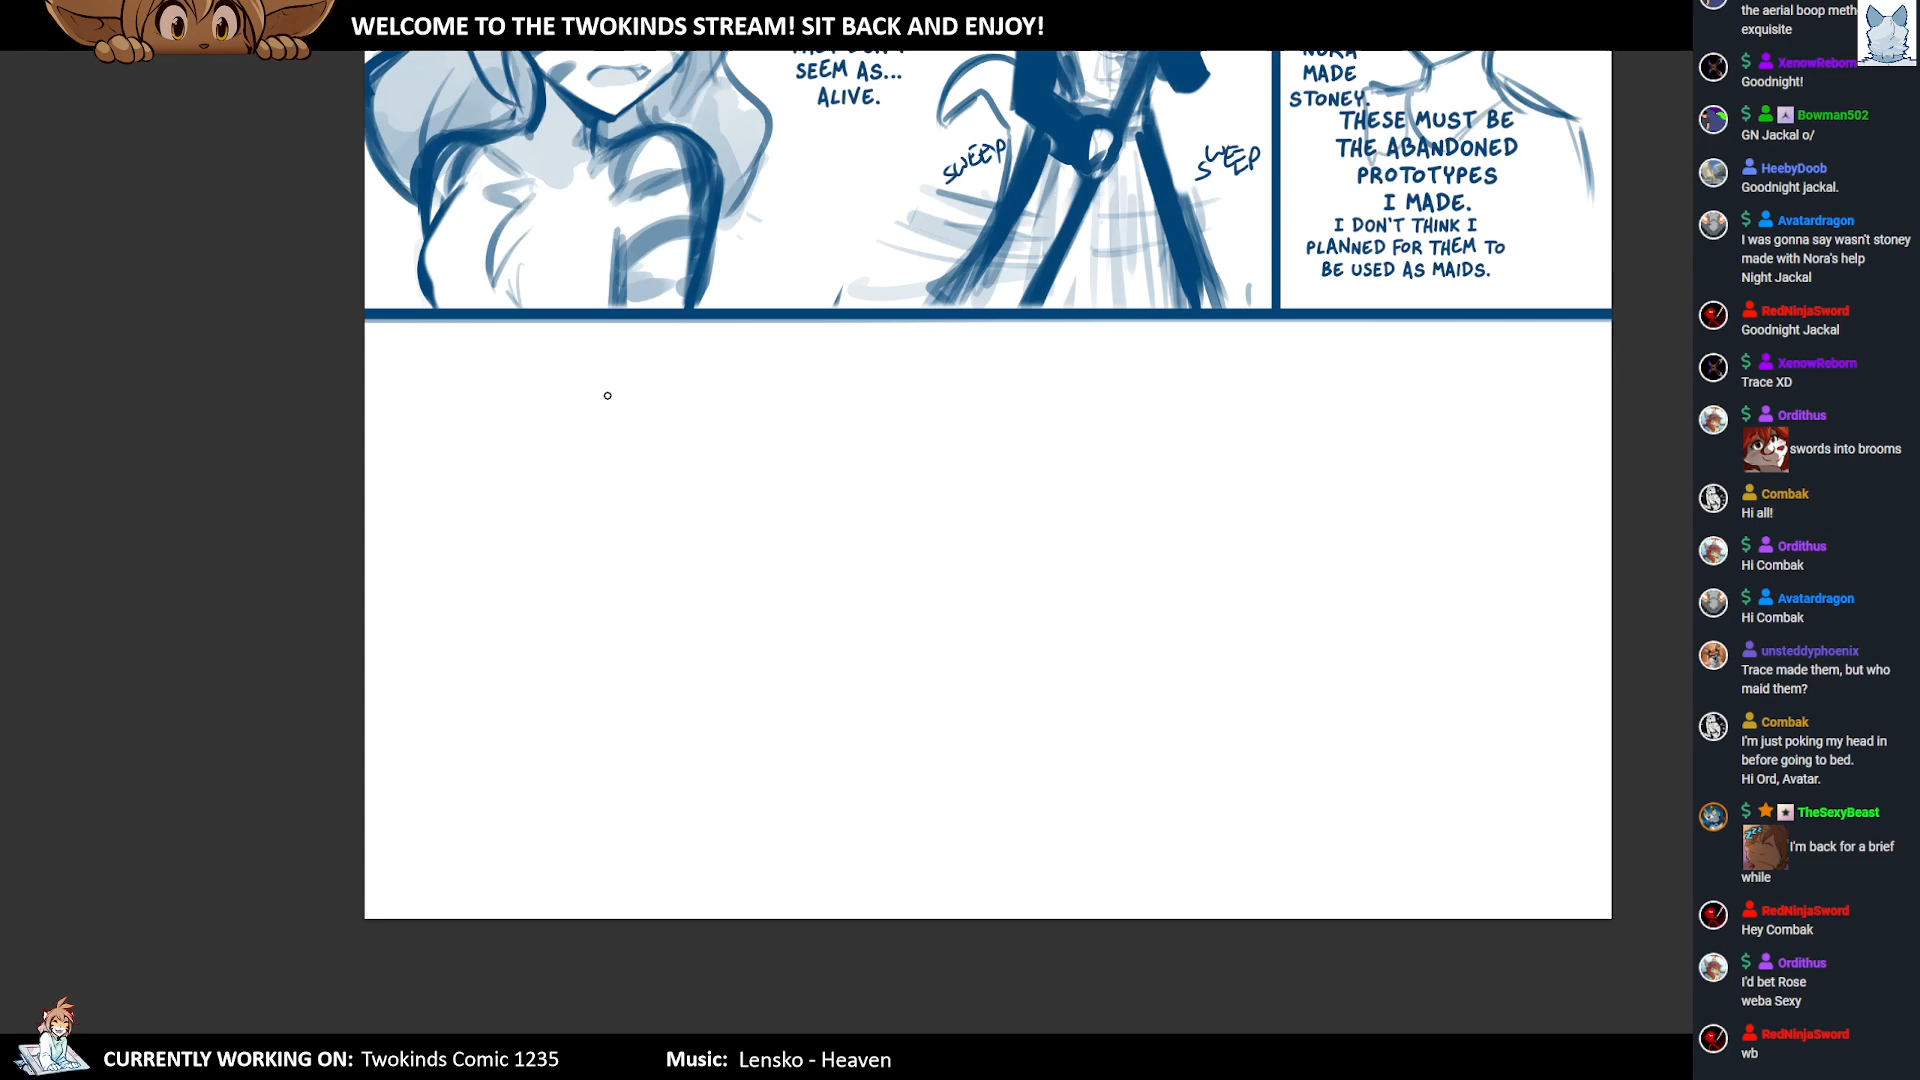 WELCOME TO THE TWOKINDS STREAM! SIT BACK AND ENJOY!
SEEM AS...
ALIVE.
SWEEP
SWEEP
MADE
STONEY.
THESE MUST BE
THE ABANDONED
PROTOTYPES
I MADE.
I DON'T THINK I
PLANNED FOR THEM TO
BE USED AS MAIDS.
the aerial boop meth
exquisite
XenowReborn
Goodnight!
Bowman502
GN Jackal o/
HeebyDoob
Goodnight jackal.
Avatardragon
I was gonna say wasn't stoney
made with Nora's help
Night Jackal
RedNinjaSword
Goodnight Jackal
XenowReborn
Trace XD
Ordithus
swords into brooms
Combak
Hi all!
Ordithus
Hi Combak
Avatardragon
Hi Combak
unsteddyphoenix
Trace made them, but who
maid them?
Combak
I'm just poking my head in
before going to bed.
Hi Ord, Avatar.
TheSexyBeast
I'm back for a brief
while
RedNinjaSword
Hey Combak
Ordithus
I'd bet Rose
weba Sexy
RedNinjaSword
wb
CURRENTLY WORKING ON: Twokinds Comic 1235
Music: Lensko - Heaven